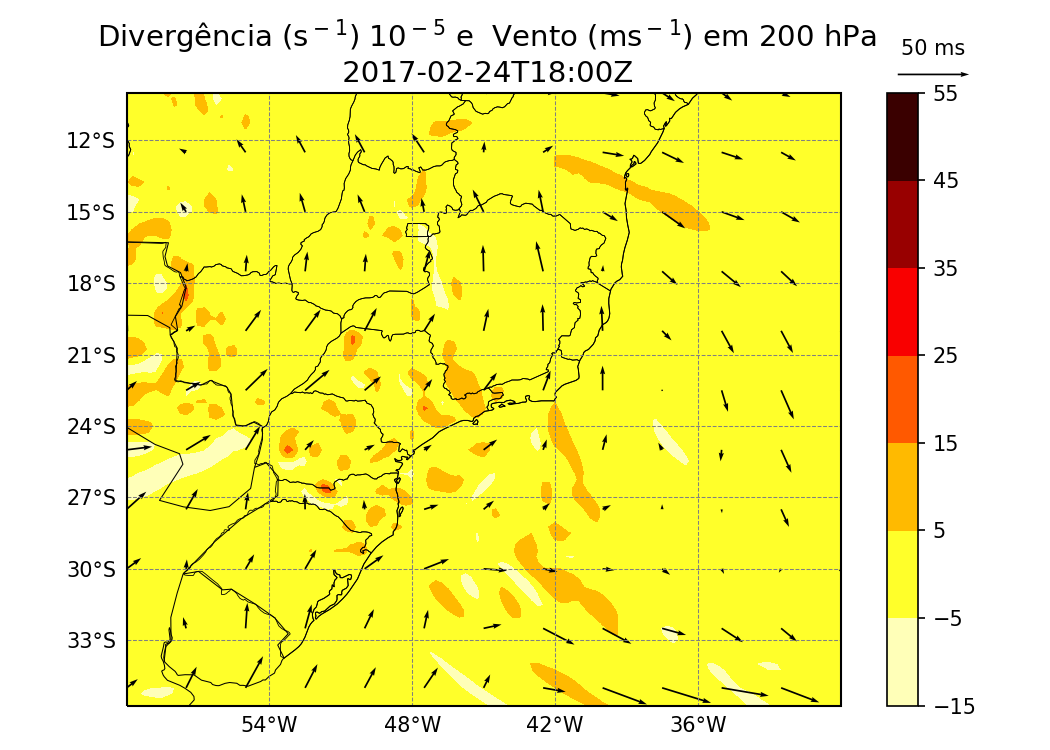 Divergência (s⁻¹) 10⁻⁵ e  Vento (ms⁻¹) em 200 hPa
2017-02-24T18:00Z
50 ms
12°S
15°S
18°S
21°S
24°S
27°S
30°S
33°S
54°W
48°W
42°W
36°W
55
45
35
25
15
5
−5
−15